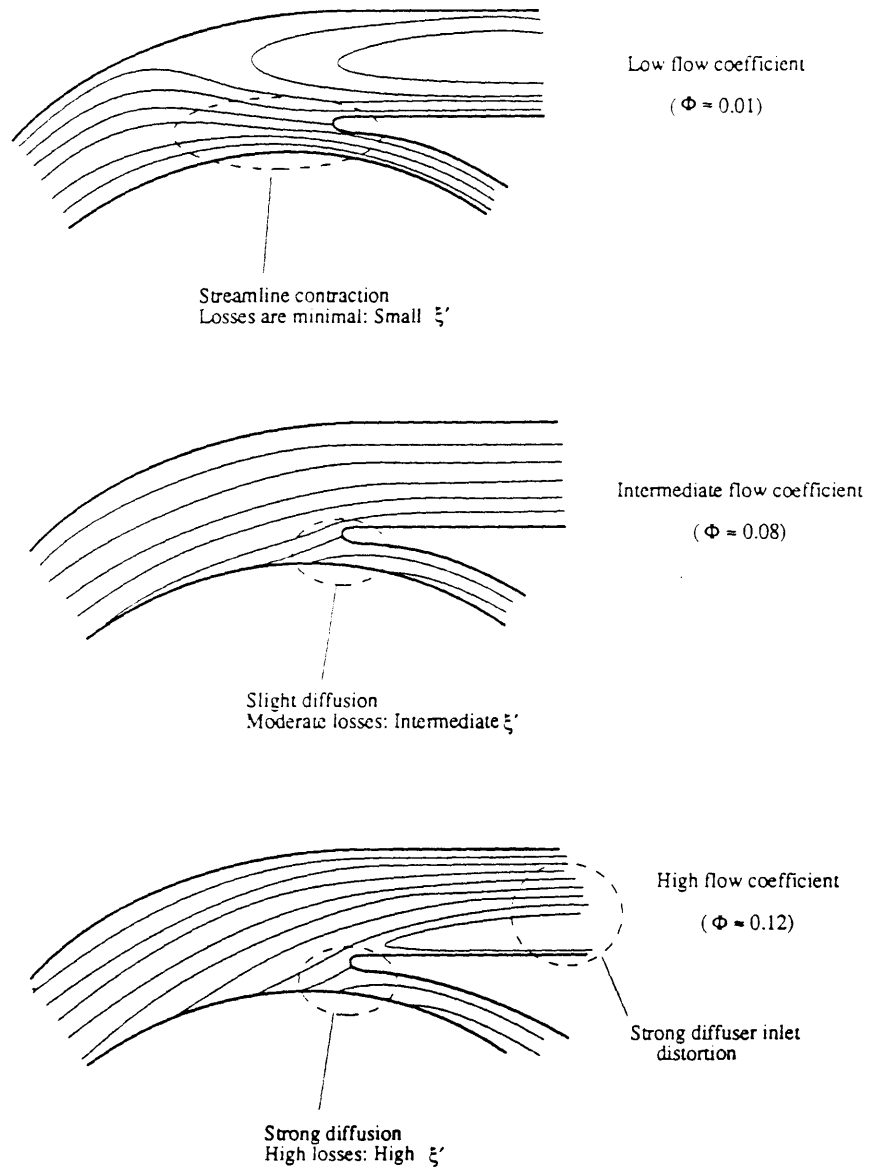 Low flow coefficient
( Φ ≈ 0.01)
Streamline contraction
Losses are minimal: Small ξ′
Intermediate flow coefficient
( Φ ≈ 0.08)
Slight diffusion
Moderate losses: Intermediate ξ′
High flow coefficient
( Φ ≈ 0.12)
Strong diffuser inlet
distortion
Strong diffusion
High losses: High ξ′